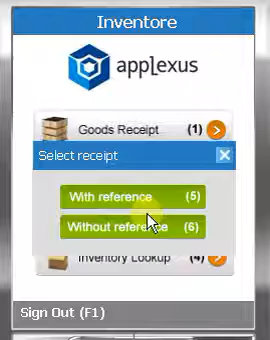 Inventore
applexus
Goods Receipt (1)
Select receipt
With reference (5)
Without reference (6)
Inventory Lookup (4)
Sign Out (F1)